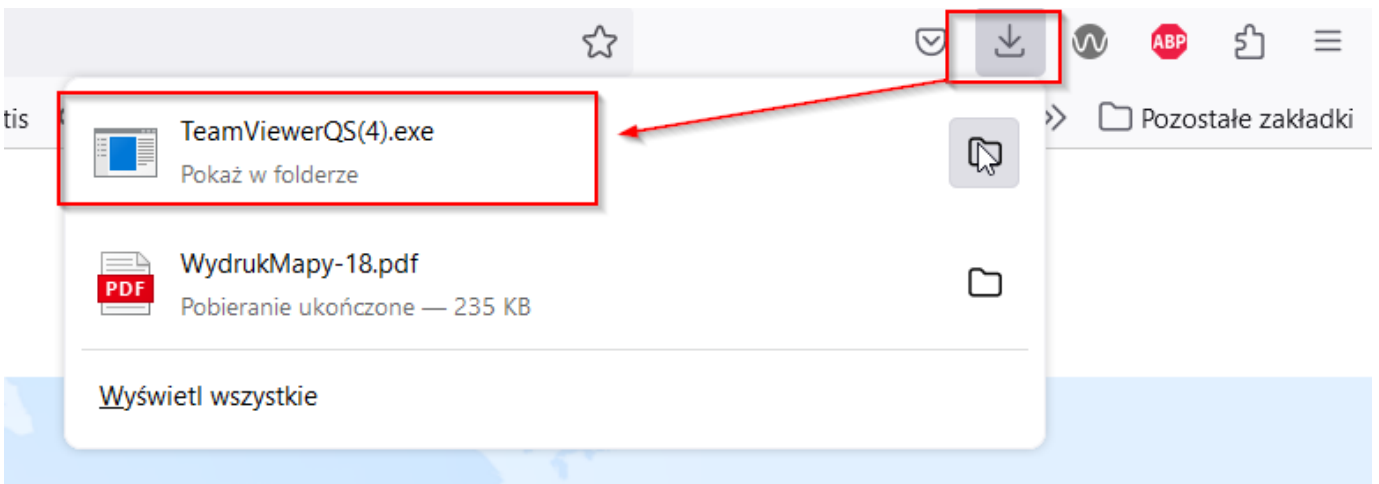 ABP
tis
Pozostałe zakładki
TeamViewerQS(4).exe
Pokaż w folderze
WydrukMapy-18.pdf
PDF
Pobieranie ukończone — 235 KB
Wyświetl wszystkie